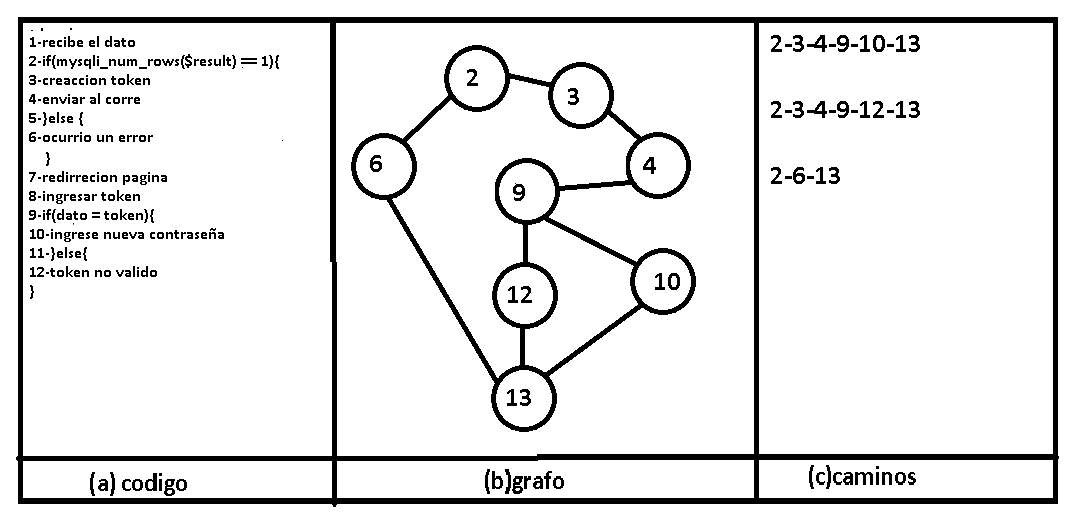 1-recibe el dato
2-if(mysqli_num_rows($result) == 1){
3-creaccion token
4-enviar al corre
5-}else {
6-ocurrio un error
}
7-redirrecion pagina
8-ingresar token
9-if(dato = token){
10-ingrese nueva contraseña
11-}else{
12-token no valido
}
(a) codigo
2
3
6
4
9
12
10
13
(b)grafo
2-3-4-9-10-13
2-3-4-9-12-13
2-6-13
(c)caminos